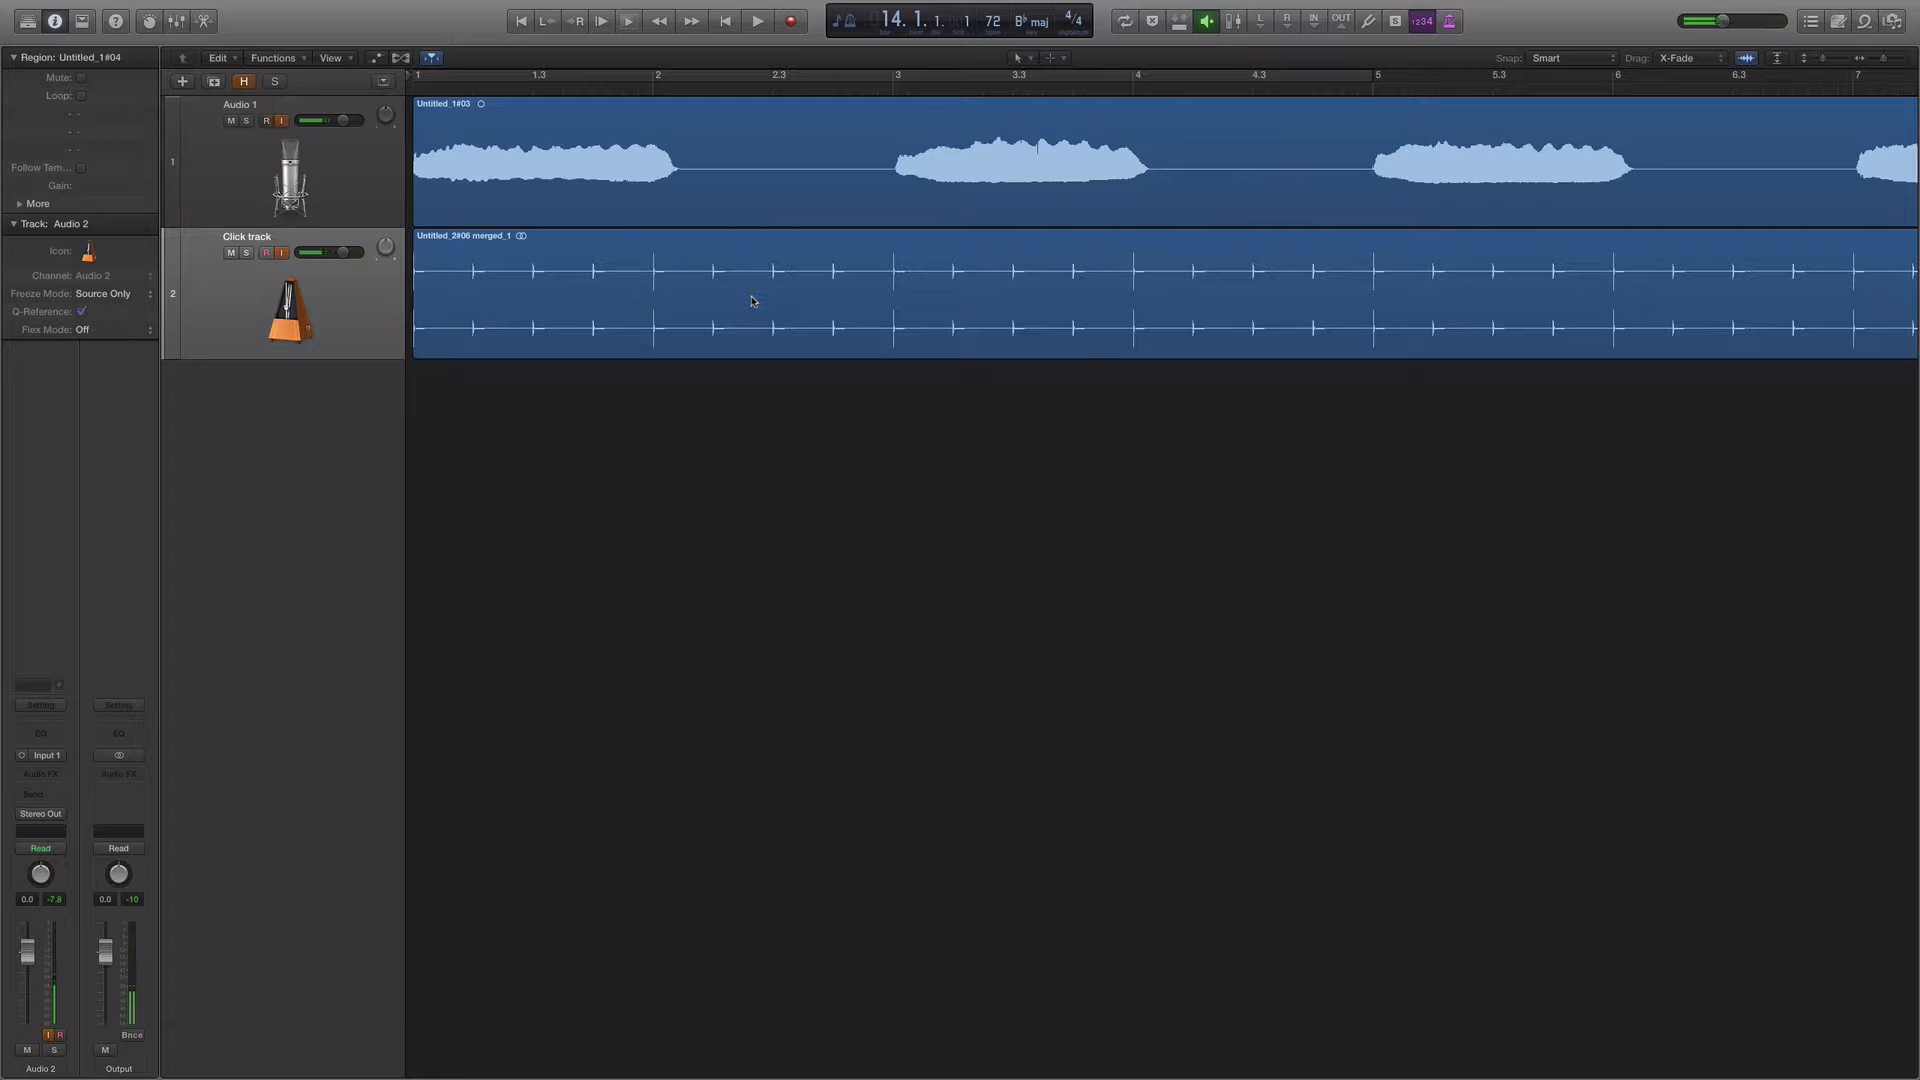 14. 1. 1. 1 72 B♭ maj 4/4
bar beat div tick bpm key signature
L R IN OUT S 1234
Region: Untitled_1#04
Edit Functions View
Snap: Smart Drag: X-Fade
Mute:
Loop:
H S
1 1.3 2 2.3 3 3.3 4 4.3 5 5.3 6 6.3 7
Follow Tem...
Gain:
More
Track: Audio 2
Icon:
Channel: Audio 2
Freeze Mode: Source Only
Q-Reference:
Flex Mode: Off
Audio 1
M S R I
1
Untitled_1#03
Click track
M S R I
2
Untitled_2#06 merged_1
Setting Setting
EQ EQ
Input 1
Audio FX Audio FX
Send
Stereo Out
Read Read
0.0 -7.8 0.0 -10
I R Bnce
M S M
Audio 2 Output